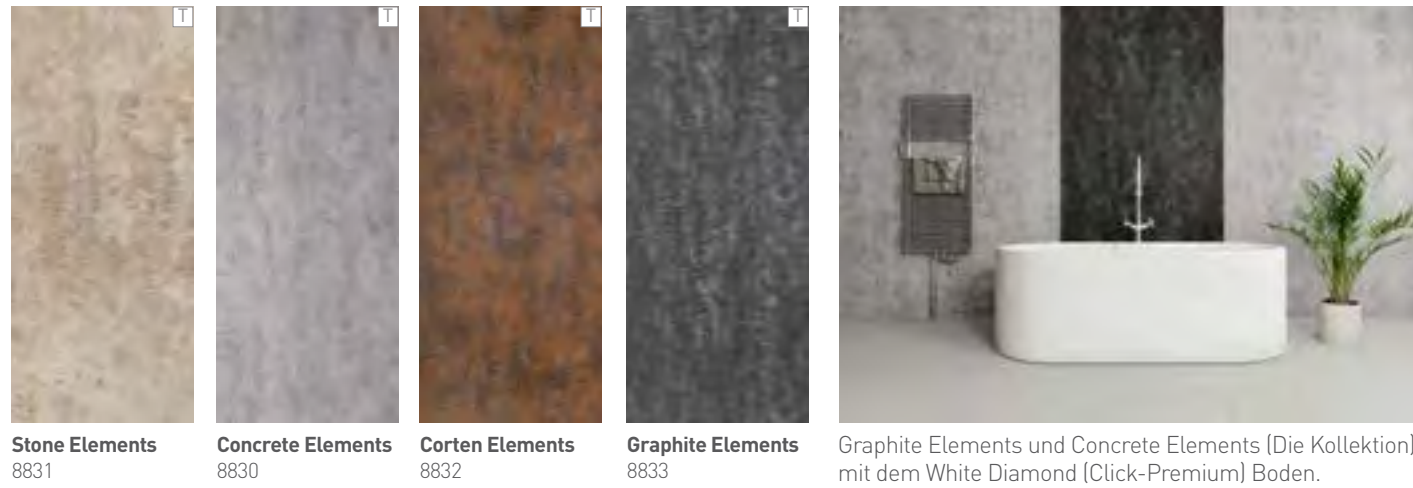 T
T
T
T
Stone Elements
8831
Concrete Elements
8830
Corten Elements
8832
Graphite Elements
8833
Graphite Elements und Concrete Elements (Die Kollektion)
mit dem White Diamond (Click-Premium) Boden.